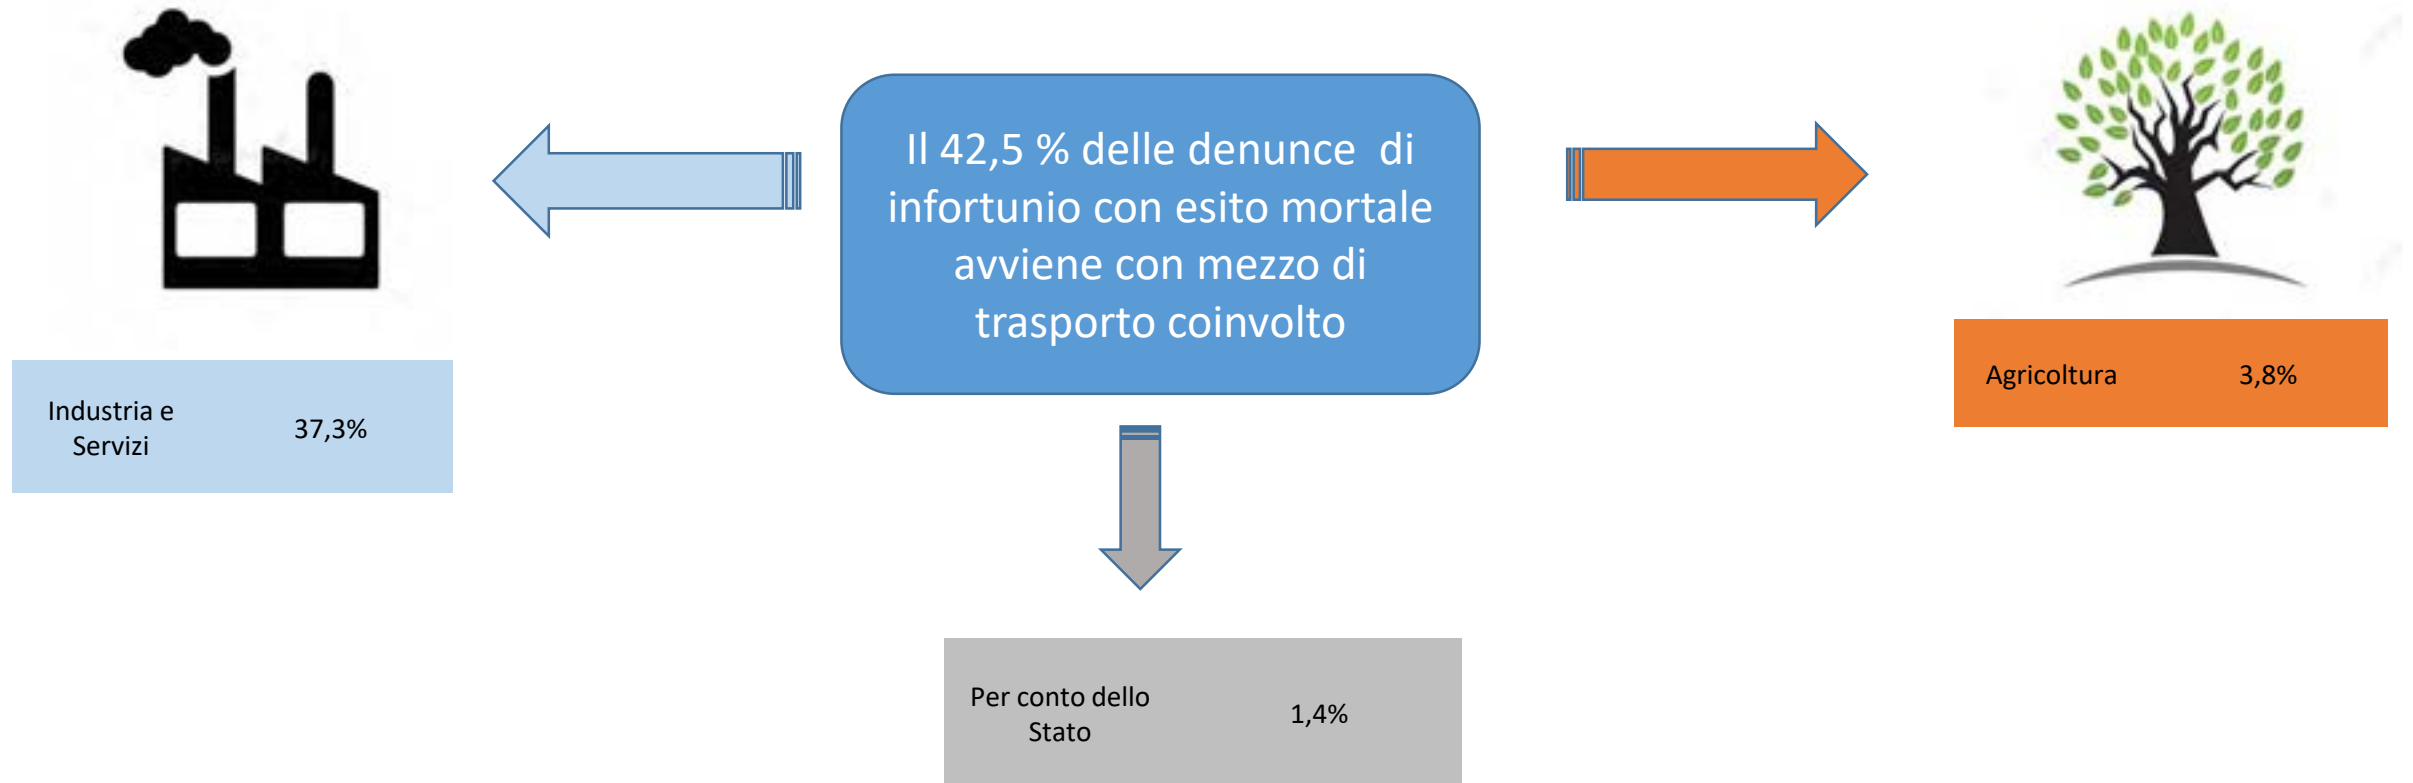 Il 42,5 % delle denunce di
infortunio con esito mortale
avviene con mezzo di
trasporto coinvolto
Industria e
Servizi
37,3%
Agricoltura 3,8%
Per conto dello
Stato
1,4%